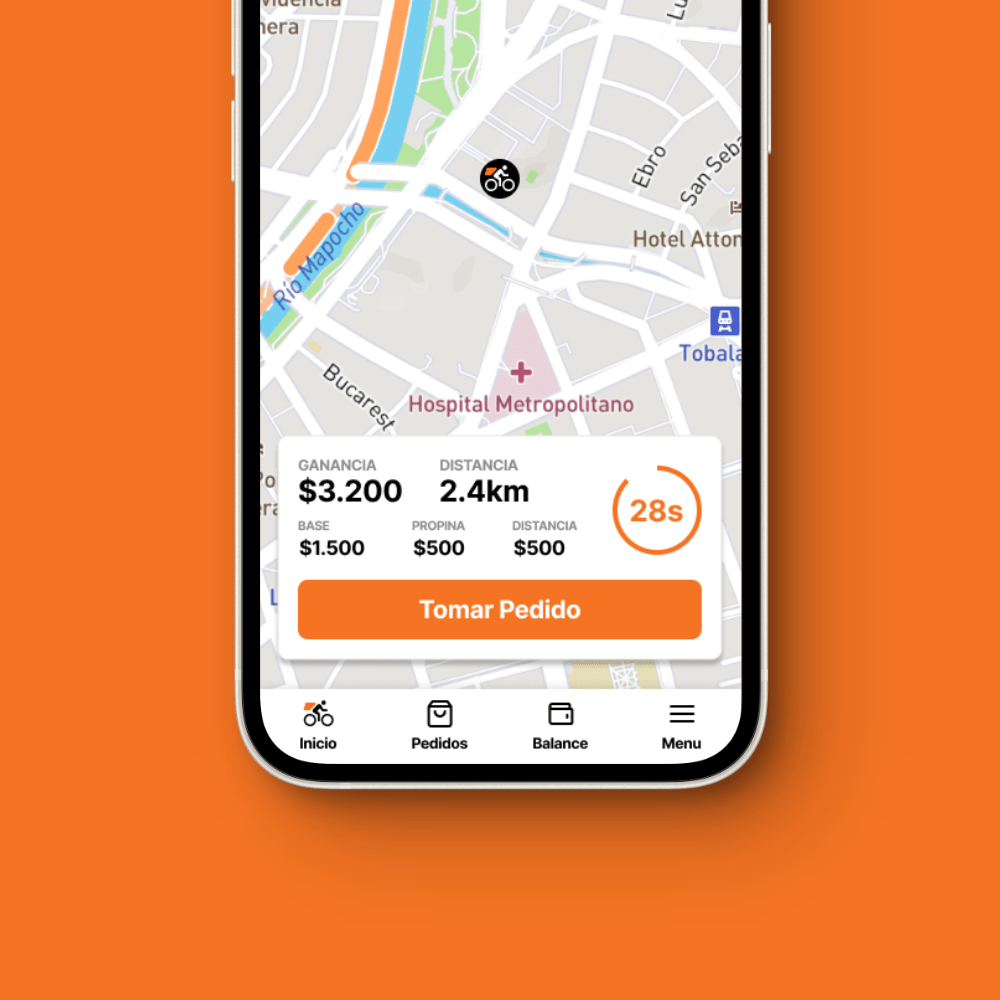 videncia
nera
Lu
Ebro
San Seba
Río Mapocho
Hotel Atton
Tobala
Bucarest
Hospital Metropolitano
GANANCIA
DISTANCIA
$3.200
2.4km
28s
BASE
PROPINA
DISTANCIA
$1.500
$500
$500
Po
era
L
Tomar Pedido
Inicio
Pedidos
Balance
Menu